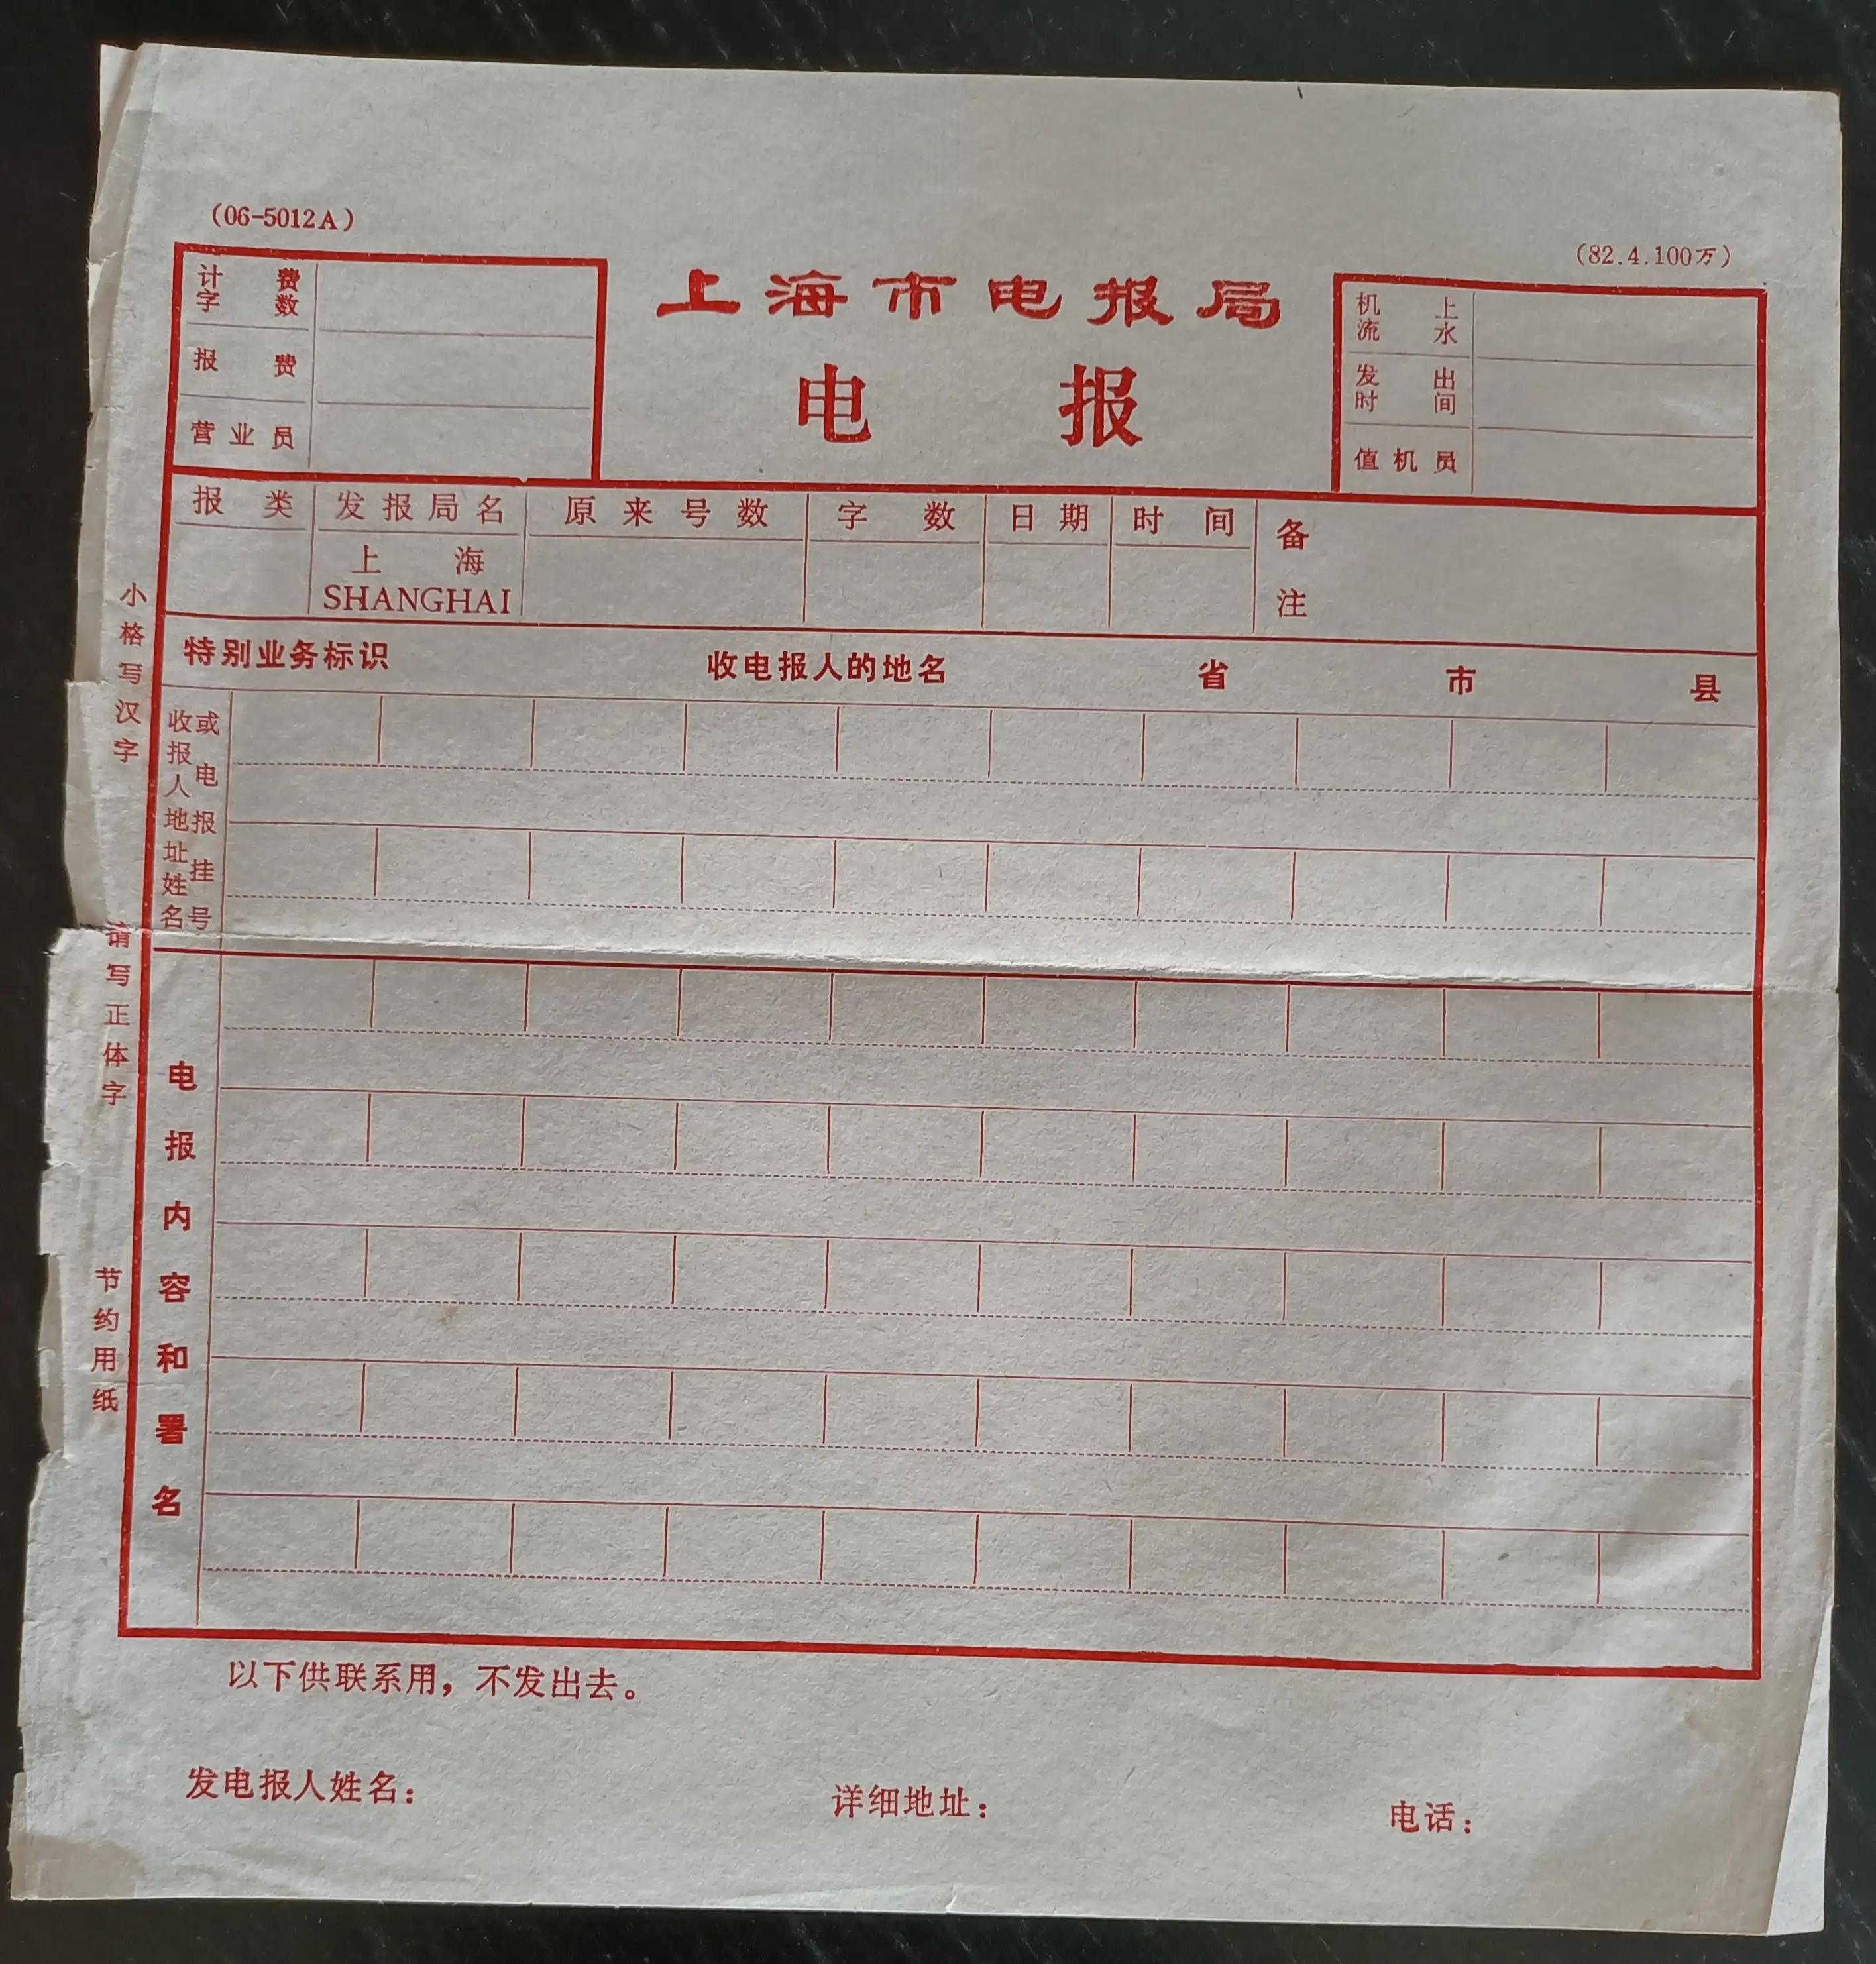 (06-5012A)
(82.4.100万)
计费
字数
报费
营业员
上海市电报局
电报
机上
流水
发出
时间
值机员
报类 发报局名 原来号数 字数 日期 时间 备注
上海
SHANGHAI
特别业务标识 收电报人的地名 省 市 县
收报人地址姓名
或电报挂号
电报内容和署名
小格写汉字
请写正体字
节约用纸
以下供联系用，不发出去。
发电报人姓名： 详细地址： 电话：